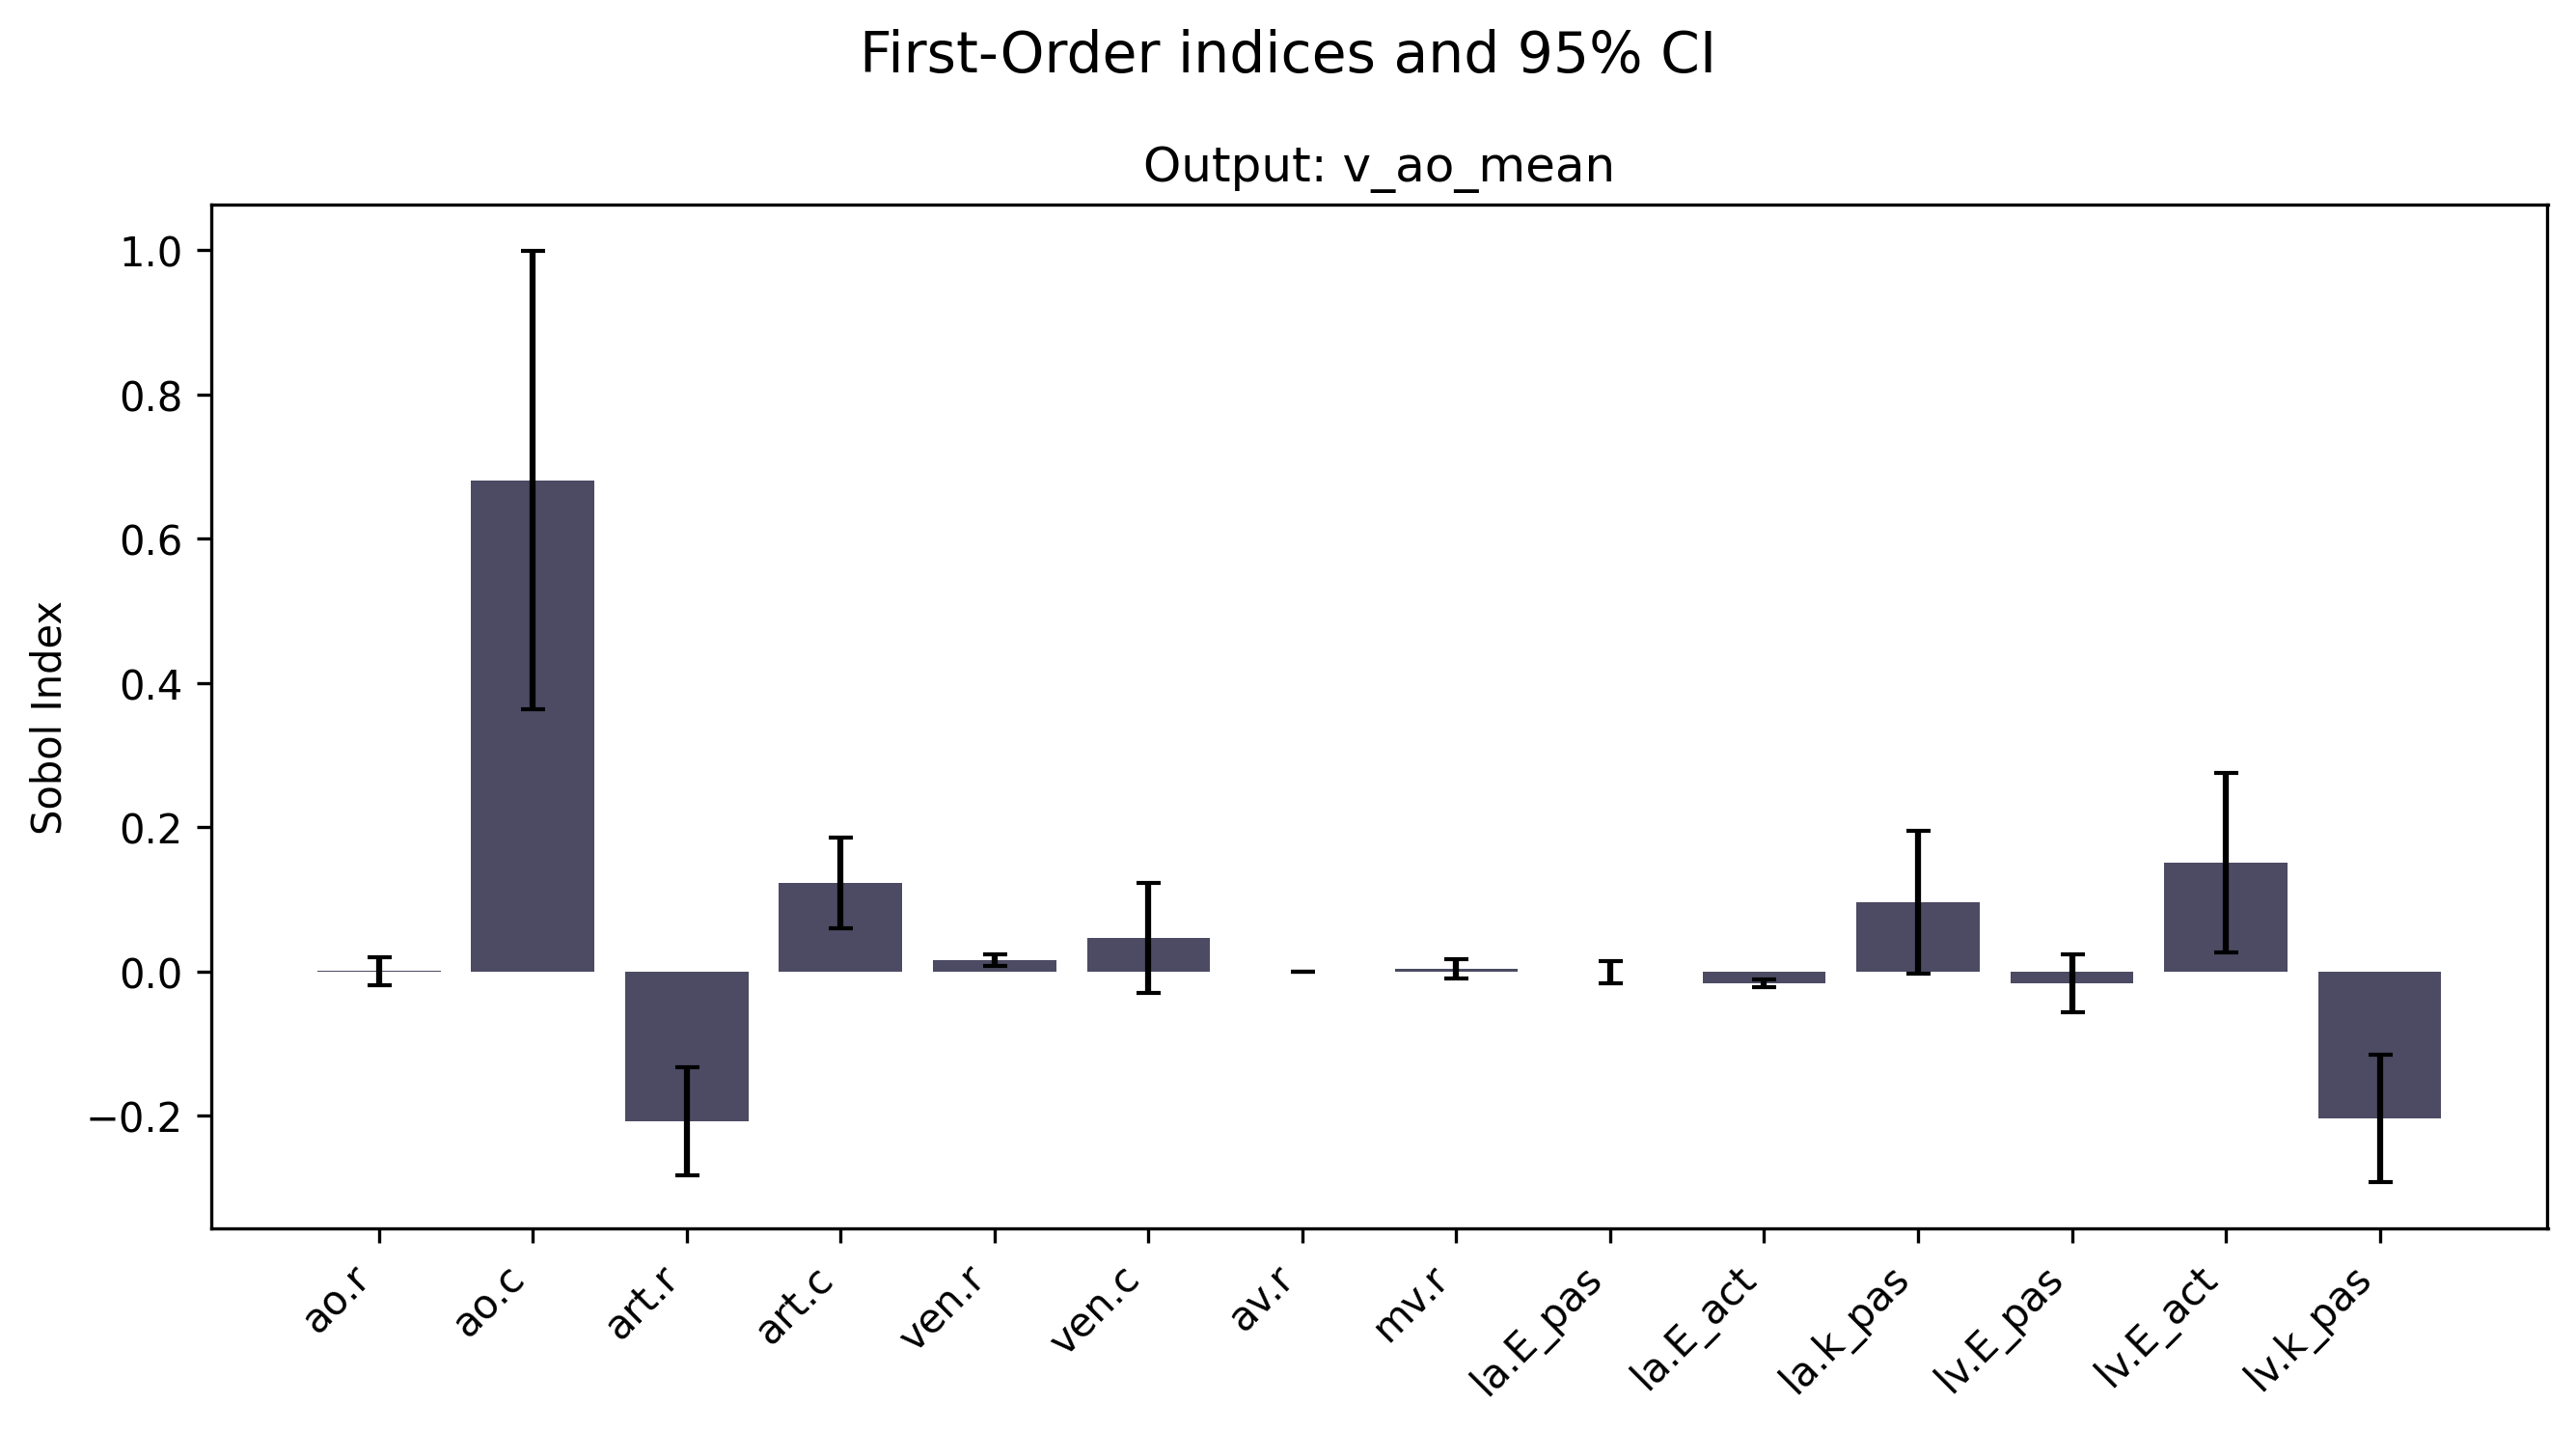 First-Order indices and 95% CI
Output: v_ao_mean
Sobol Index
1.0
0.8
0.6
0.4
0.2
0.0
−0.2
ao.r
ao.c
art.r
art.c
ven.r
ven.c
av.r
mv.r
la.E_pas
la.E_act
la.k_pas
lv.E_pas
lv.E_act
lv.k_pas